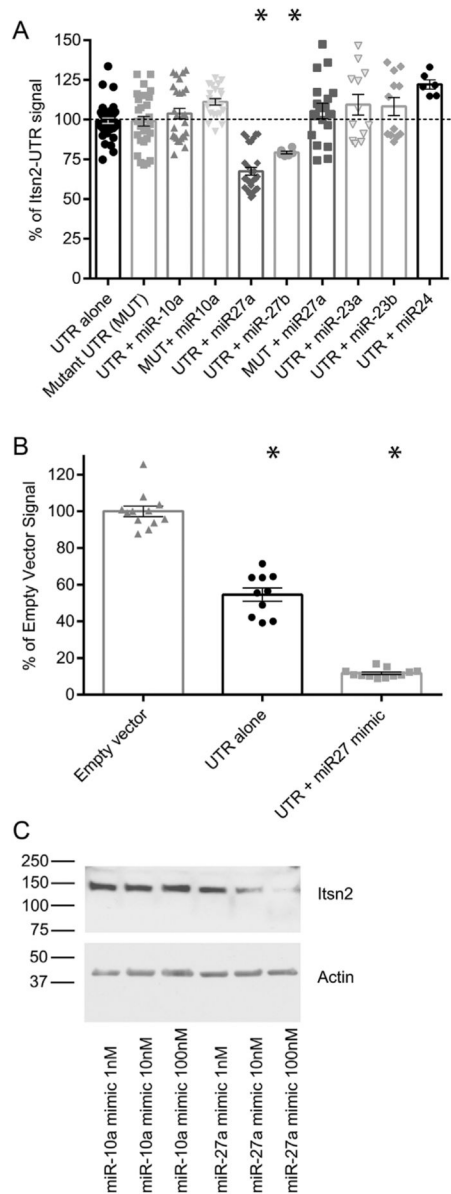 A
* *
% of Itsn2-UTR signal
150
125
100
75
50
25
0
UTR alone
Mutant UTR (MUT)
UTR + miR-10a
MUT+ miR10a
UTR + miR27a
UTR + miR-27b
MUT + miR27a
UTR + miR-23a
UTR + miR-23b
UTR + miR24
B
* *
% of Empty Vector Signal
120
100
80
60
40
20
0
Empty vector
UTR alone
UTR + miR27 mimic
C
250
150
100
75
Itsn2
50
37
Actin
miR-10a mimic 1nM
miR-10a mimic 10nM
miR-10a mimic 100nM
miR-27a mimic 1nM
miR-27a mimic 10nM
miR-27a mimic 100nM